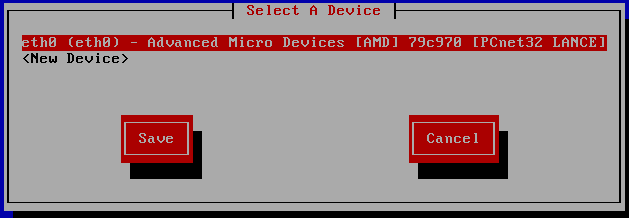 Select A Device
eth0 (eth0) - Advanced Micro Devices [AMD] 79c970 [PCnet32 LANCE]
<New Device>
Save
Cancel